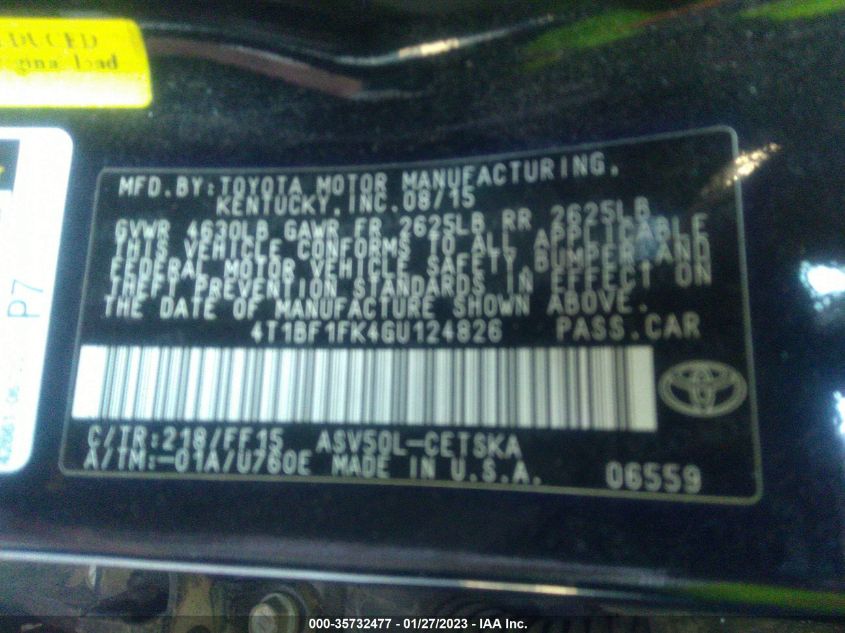 DUCED
ginal load
P7
MFD.BY:TOYOTA MOTOR MANUFACTURING,
KENTUCKY, INC.08/15
GVWR 4630LB GAWR FR 2625LB RR 2625LB
THIS VEHICLE CONFORMS TO ALL APPLICABLE
FEDERAL MOTOR VEHICLE SAFETY,BUMPER AND
THEFT PREVENTION STANDARDS IN EFFECT ON
THE DATE OF MANUFACTURE SHOWN ABOVE.
4T1BF1FK4GU124826 PASS.CAR
C/TR:218/FF15 ASV50L-CETSKA
A/TM:-01A/U760E MADE IN U.S.A. 06559
000-35732477 - 01/27/2023 - IAA Inc.